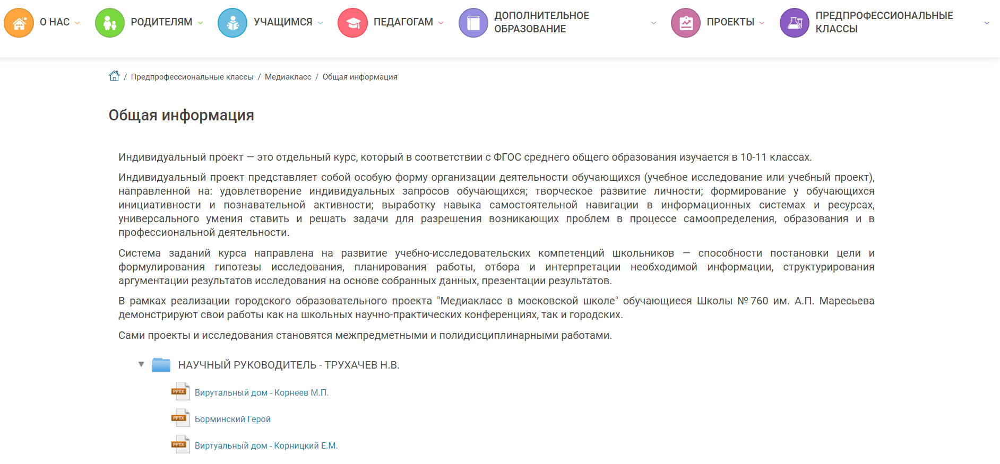 О НАС
РОДИТЕЛЯМ
УЧАЩИМСЯ
ПЕДАГОГАМ
ДОПОЛНИТЕЛЬНОЕ
ОБРАЗОВАНИЕ
ПРОЕКТЫ
ПРЕДПРОФЕССИОНАЛЬНЫЕ
КЛАССЫ
/ Предпрофессиональные классы / Медиакласс / Общая информация
Общая информация
Индивидуальный проект — это отдельный курс, который в соответствии с ФГОС среднего общего образования изучается в 10-11 классах.
Индивидуальный проект представляет собой особую форму организации деятельности обучающихся (учебное исследование или учебный проект),
направленной на: удовлетворение индивидуальных запросов обучающихся; творческое развитие личности; формирование у обучающихся
инициативности и познавательной активности; выработку навыка самостоятельной навигации в информационных системах и ресурсах,
универсального умения ставить и решать задачи для разрешения возникающих проблем в процессе самоопределения, образования и в
профессиональной деятельности.
Система заданий курса направлена на развитие учебно-исследовательских компетенций школьников — способности постановки цели и
формулирования гипотезы исследования, планирования работы, отбора и интерпретации необходимой информации, структурирования
аргументации результатов исследования на основе собранных данных, презентации результатов.
В рамках реализации городского образовательного проекта "Медиакласс в московской школе" обучающиеся Школы №760 им. А.П. Маресьева
демонстрируют свои работы как на школьных научно-практических конференциях, так и городских.
Сами проекты и исследования становятся межпредметными и полидисциплинарными работами.
НАУЧНЫЙ РУКОВОДИТЕЛЬ - ТРУХАЧЕВ Н.В.
PPTX Вирутальный дом - Корнеев М.П.
PPTX Борминский Герой
PPTX Виртуальный дом - Корницкий Е.М.